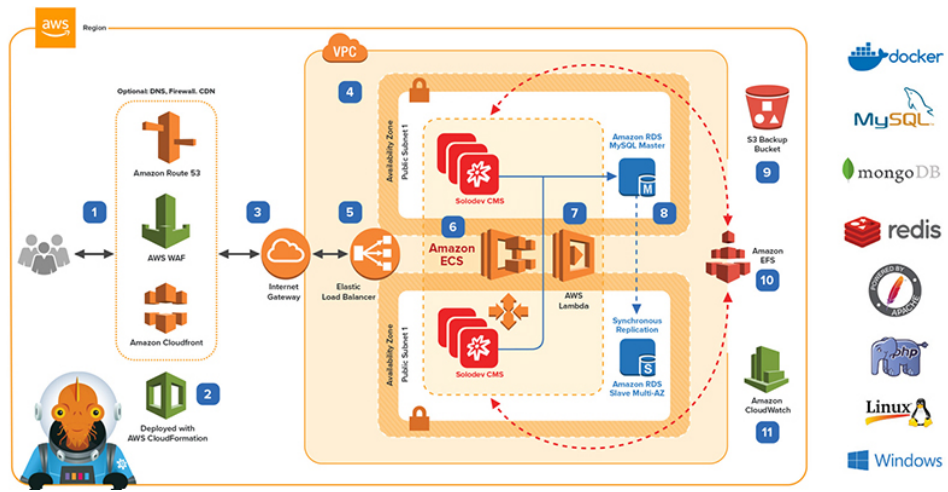 aws
Region
VPC
Optional: DNS, Firewall, CDN
Amazon Route 53
AWS WAF
Amazon Cloudfront
1
2
Deployed with
AWS CloudFormation
3
Internet
Gateway
4
5
Elastic
Load Balancer
Availability Zone
Public Subnet 1
Solodev CMS
Amazon RDS
MySQL Master
M
6
Amazon
ECS
7
AWS
Lambda
8
Availability Zone
Public Subnet 1
Solodev CMS
Synchronous
Replication
S
Amazon RDS
Slave Multi-AZ
S3 Backup
Bucket
9
Amazon
EFS
10
Amazon
CloudWatch
11
docker
MySQL
mongoDB
redis
POWERED BY
APACHE
php
Linux
Windows